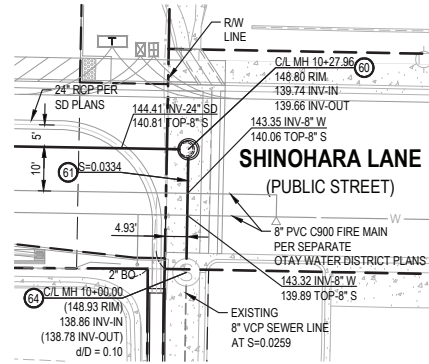 R/W
LINE
T
C/L MH 10+27.96
60
148.80 RIM
139.74 INV-IN
139.66 INV-OUT
24" RCP PER
SD PLANS
144.41 INV-24" SD
140.81 TOP-8" S
143.35 INV-8" W
140.06 TOP-8" S
5'
10'
61
S=0.0334
SHINOHARA LANE
(PUBLIC STREET)
4.93'
W
8" PVC C900 FIRE MAIN
PER SEPARATE
OTAY WATER DISTRICT PLANS
2" BO
143.32 INV-8" W
139.89 TOP-8" S
64
C/L MH 10+00.00
(148.93 RIM)
138.86 INV-IN
(138.78 INV-OUT)
d/D = 0.10
EXISTING
8" VCP SEWER LINE
AT S=0.0259